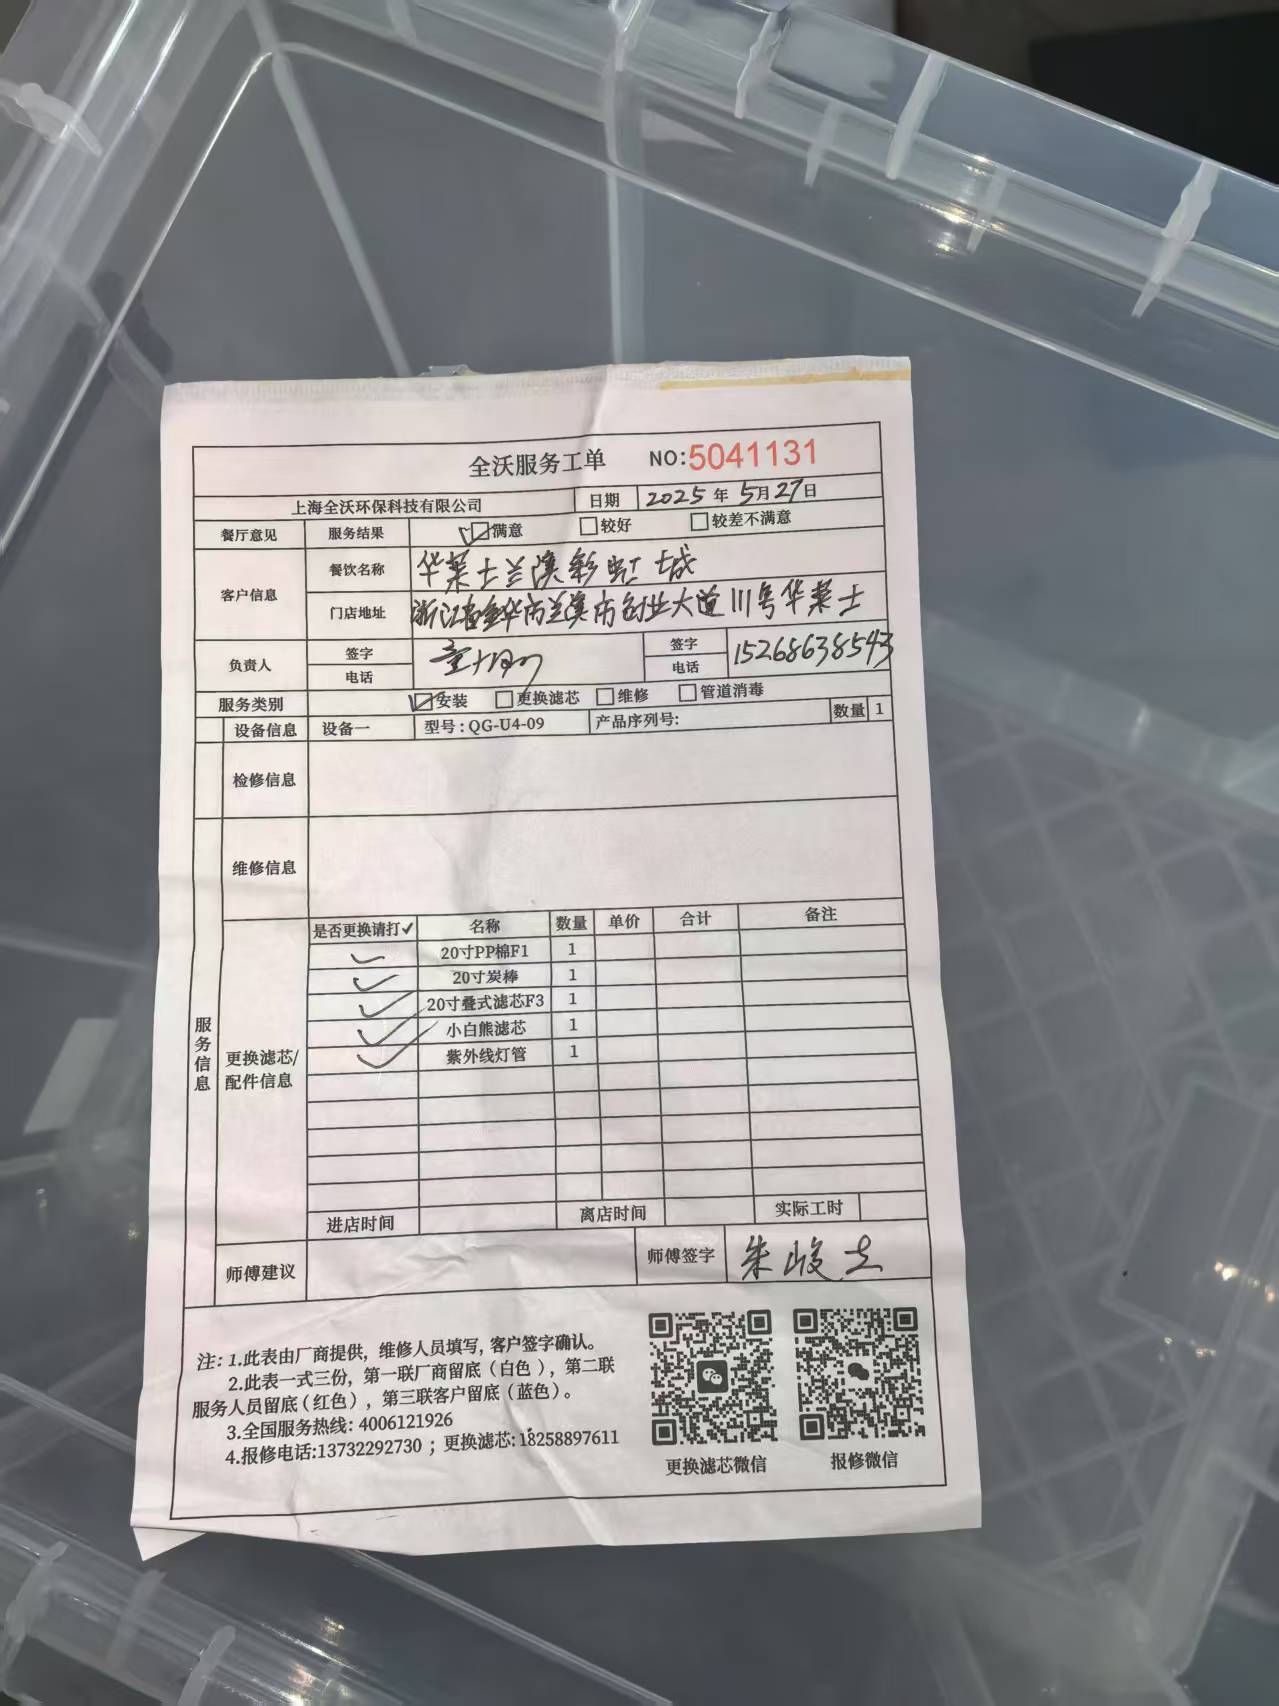 全沃服务工单 NO:5041131
上海全沃环保科技有限公司 日期 2025年5月27日
餐厅意见 服务结果 满意 较好 较差不满意
客户信息 餐饮名称 华莱士兰溪彩虹城
门店地址 浙江省金华市兰溪市创业大道111号华莱士
负责人 签字 电话 签字 电话 15268638543
服务类别 安装 更换滤芯 维修 管道消毒
设备信息 设备一 型号:QG-U4-09 产品序列号: 数量 1
检修信息
维修信息
服务信息
更换滤芯/配件信息
是否更换请打✓ 名称 数量 单价 合计 备注
✓ 20寸PP棉F1 1
✓ 20寸炭棒 1
✓ 20寸叠式滤芯F3 1
✓ 小白熊滤芯 1
✓ 紫外线灯管 1
进店时间 离店时间 实际工时
师傅建议 师傅签字 朱峻
注: 1.此表由厂商提供，维修人员填写, 客户签字确认。
2.此表一式三份，第一联厂商留底（白色），第二联
服务人员留底(红色)，第三联客户留底（蓝色）。
3.全国服务热线: 4006121926
4.报修电话:13732292730；更换滤芯:18258897611
更换滤芯微信 报修微信